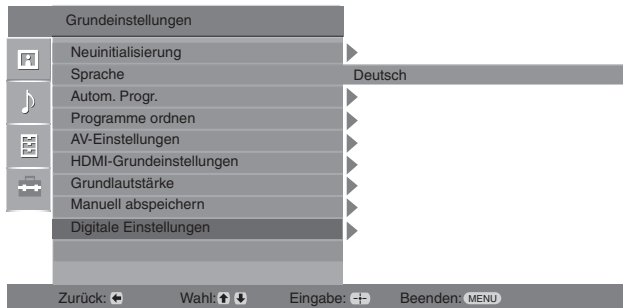 Grundeinstellungen
Neuinitialisierung
Sprache Deutsch
Autom. Progr.
Programme ordnen
AV-Einstellungen
HDMI-Grundeinstellungen
Grundlautstärke
Manuell abspeichern
Digitale Einstellungen
Zurück: Wahl: Eingabe: Beenden: MENU